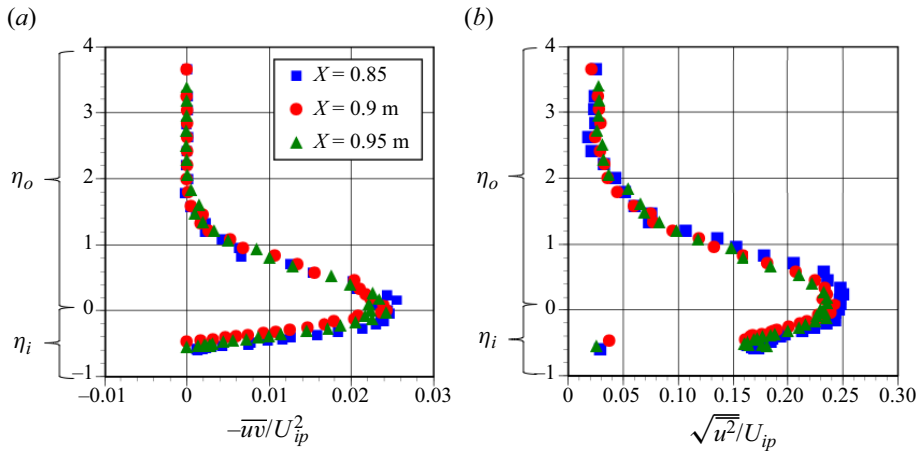 (a)
(b)
4
3
2
1
0
−1
η_o
η_i
−0.01
0
0.01
0.02
0.03
−\overline{uv}/U_{ip}^2
X = 0.85
X = 0.9 m
X = 0.95 m
4
3
2
1
0
−1
η_o
η_i
0
0.05
0.10
0.15
0.20
0.25
0.30
\sqrt{\overline{u^2}}/U_{ip}